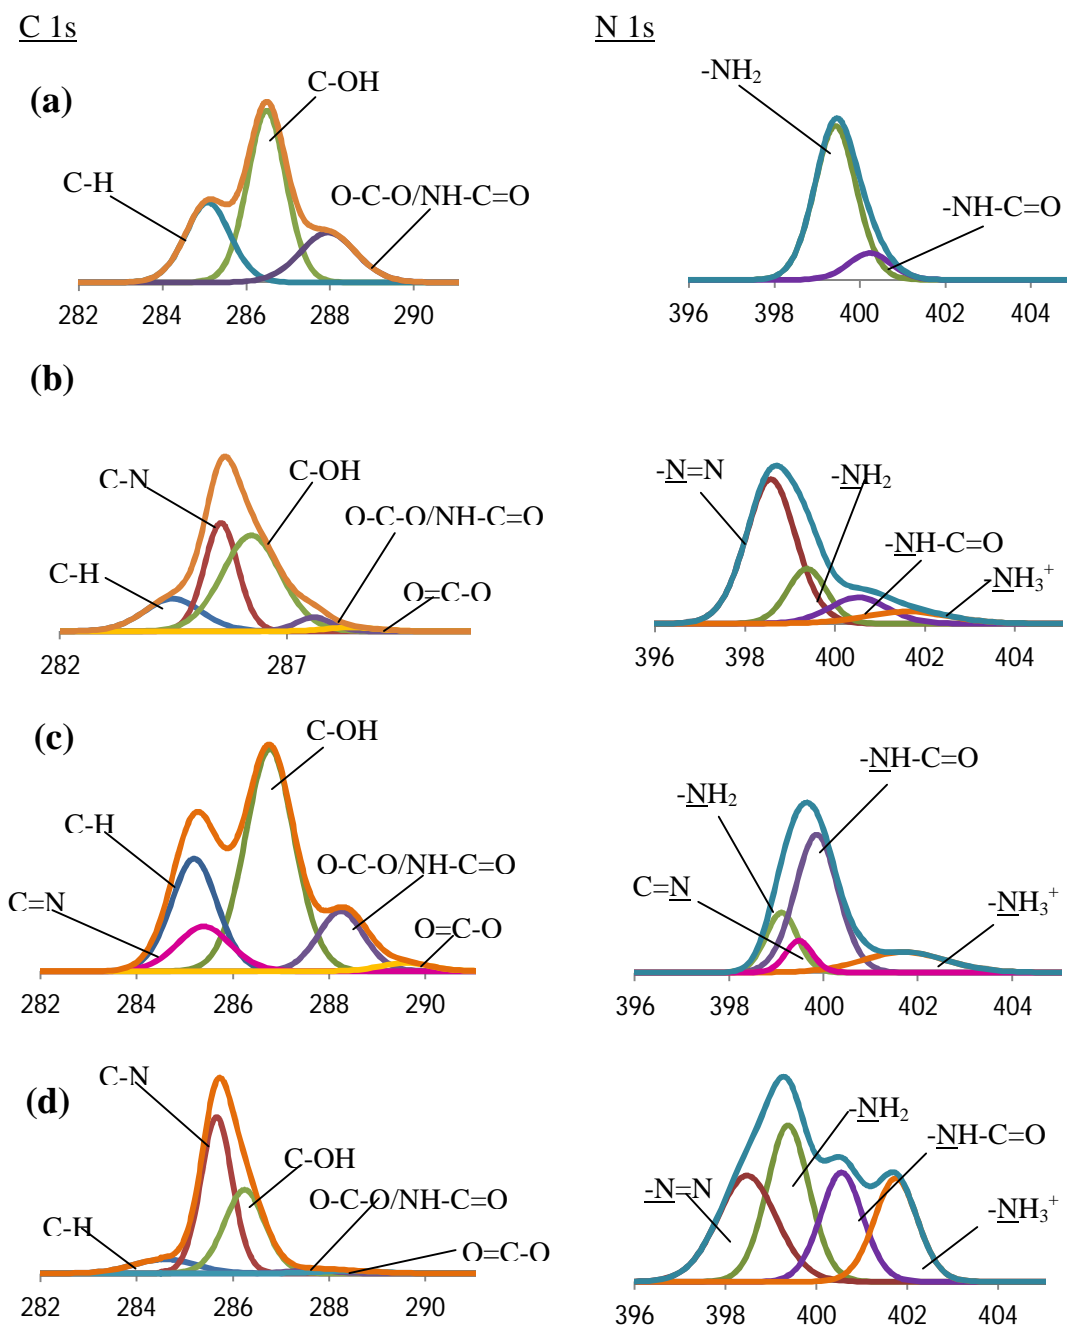 C 1s
N 1s
(a)
C-OH
C-H
O-C-O/NH-C=O
282 284 286 288 290
-NH₂
-NH-C=O
396 398 400 402 404
(b)
C-N
C-OH
O-C-O/NH-C=O
C-H
O=C-O
282 287
-N=N
-NH₂
-NH-C=O
-NH₃⁺
396 398 400 402 404
(c)
C-OH
C-H
O-C-O/NH-C=O
C=N
O=C-O
282 284 286 288 290
-NH-C=O
-NH₂
C=N
-NH₃⁺
396 398 400 402 404
(d)
C-N
C-OH
O-C-O/NH-C=O
C-H
O=C-O
282 284 286 288 290
-NH₂
-NH-C=O
-N=N
-NH₃⁺
396 398 400 402 404